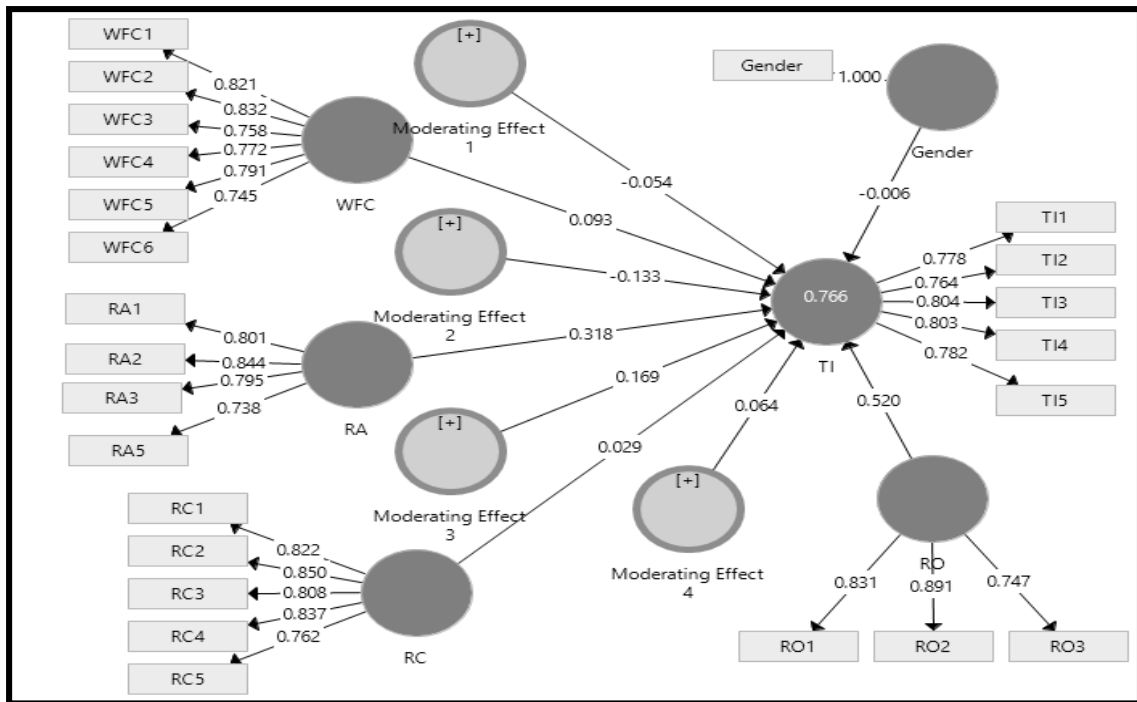 WFC1
WFC2
WFC3
WFC4
WFC5
WFC6
0.821
0.832
0.758
0.772
0.791
0.745
WFC
[+]
Moderating Effect
1
-0.054
0.093
Gender
1.000
Gender
-0.006
[+]
Moderating Effect
2
-0.133
RA1
RA2
RA3
RA5
0.801
0.844
0.795
0.738
RA
0.318
0.766
TI
0.778
0.764
0.804
0.803
0.782
TI1
TI2
TI3
TI4
TI5
[+]
Moderating Effect
3
0.169
0.029
[+]
Moderating Effect
4
0.064
0.520
RC1
RC2
RC3
RC4
RC5
0.822
0.850
0.808
0.837
0.762
RC
RO
0.831
0.891
0.747
RO1
RO2
RO3